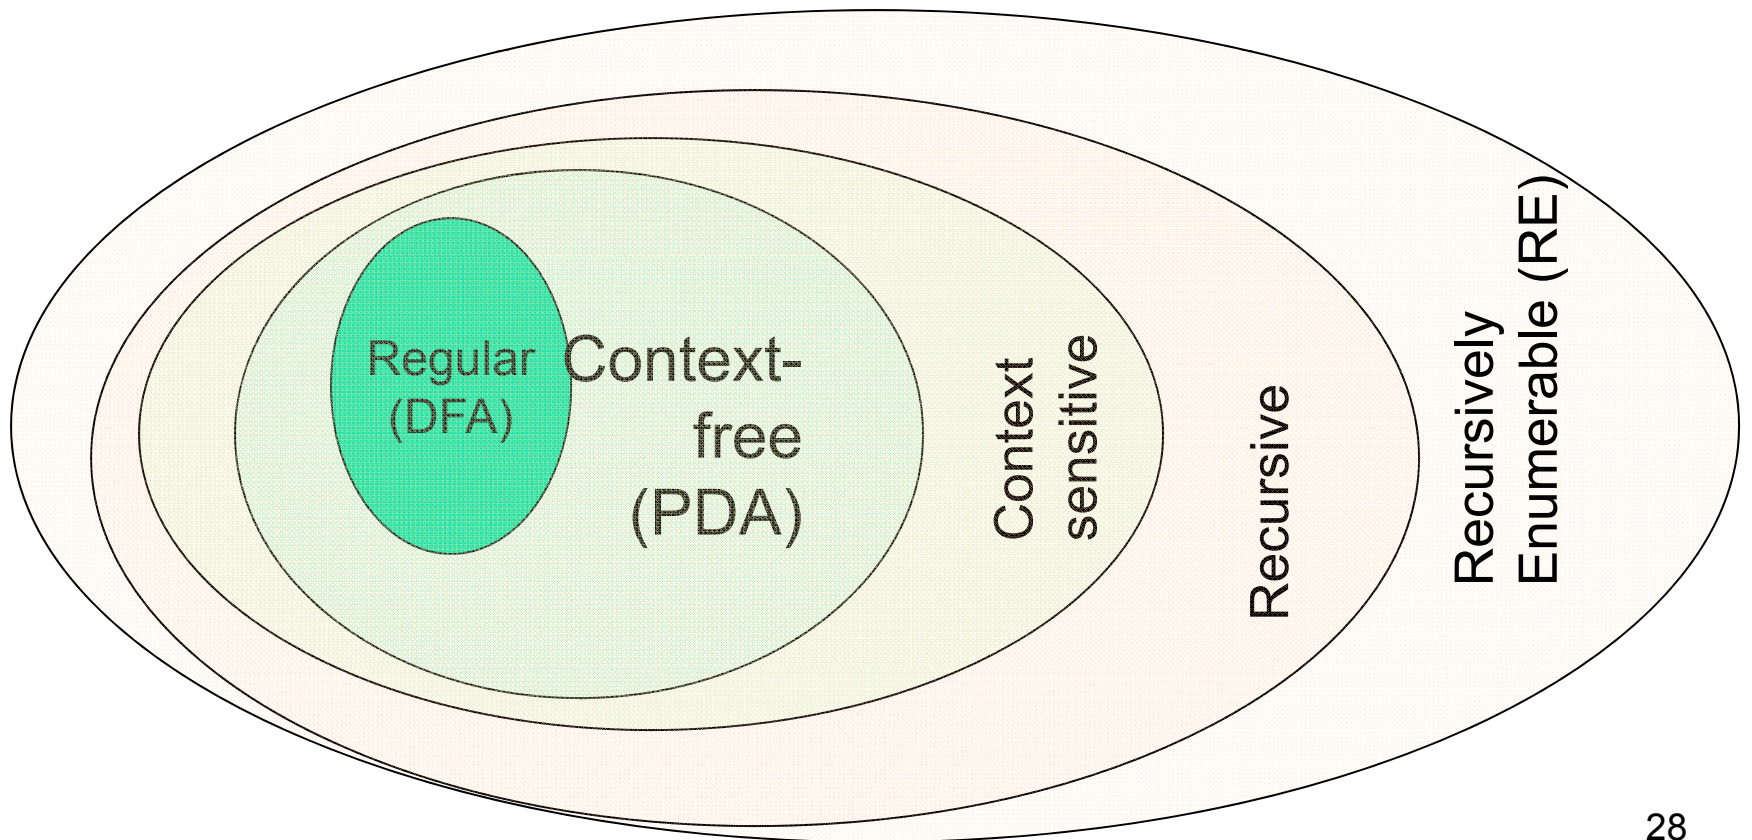 Regular
(DFA)
Context-
free
(PDA)
Context
sensitive
Recursive
Recursively
Enumerable (RE)
28